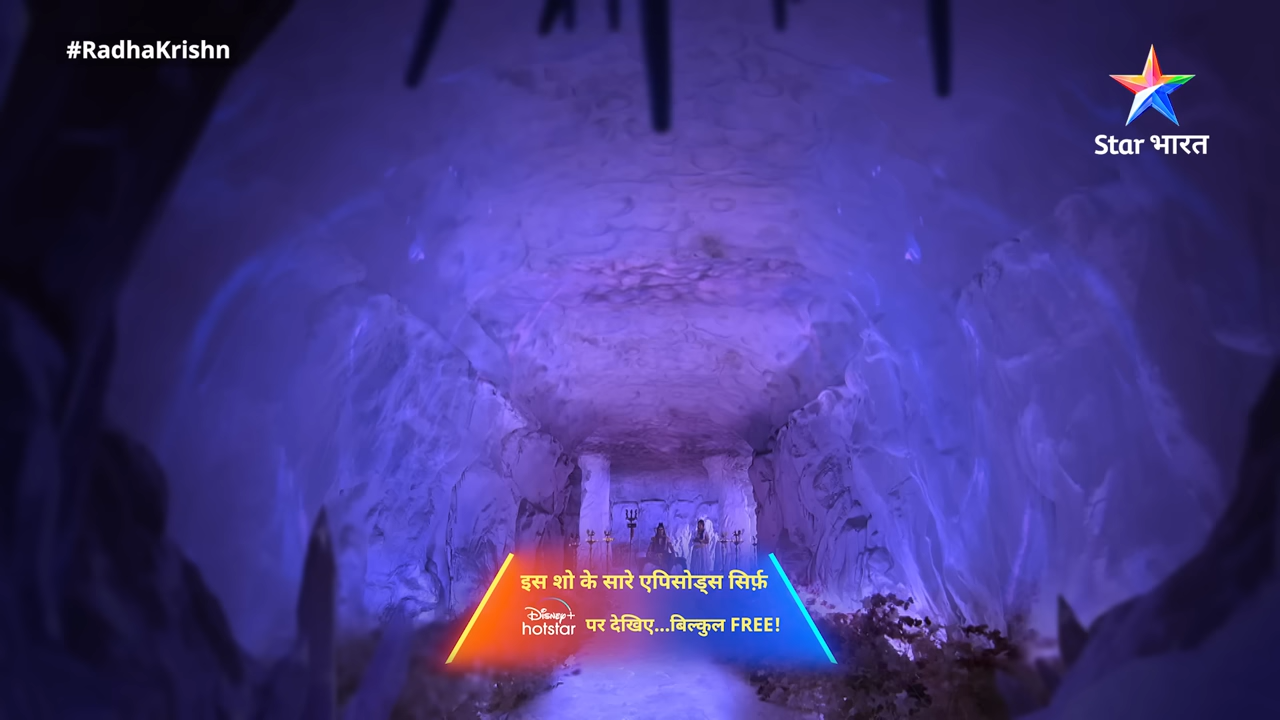 #RadhaKrishn
Star भारत
इस शो के सारे एपिसोड्स सिर्फ़
Disney+ hotstar पर देखिए...बिल्कुल FREE!